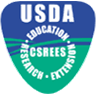 USDA
EDUCATION
CSREES
RESEARCH • EXTENSION